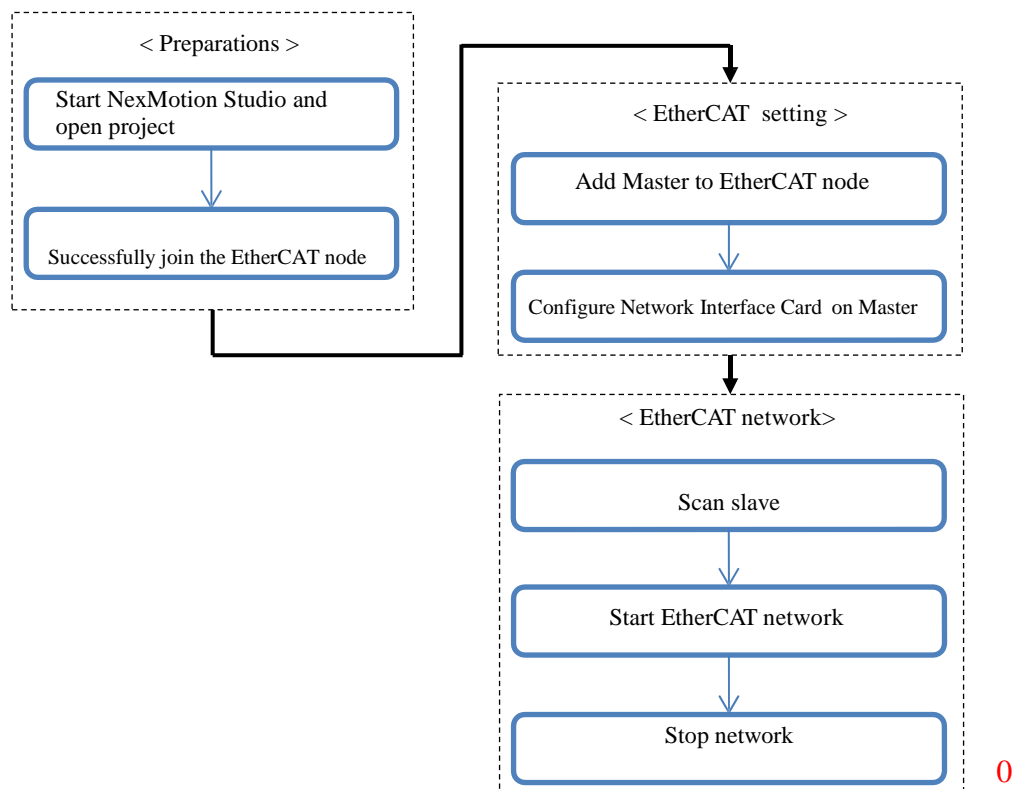 < Preparations >
Start NexMotion Studio and
open project
Successfully join the EtherCAT node
< EtherCAT  setting >
Add Master to EtherCAT node
Configure Network Interface Card  on Master
< EtherCAT network>
Scan slave
Start EtherCAT network
Stop network
0